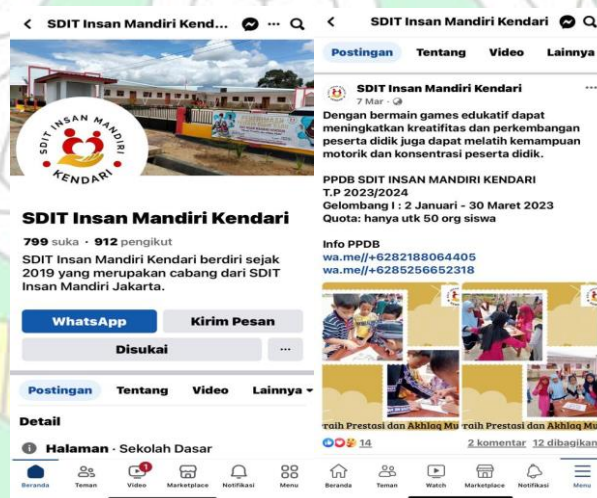 SDIT Insan Mandiri Kend...
SDIT INSAN MANDIRI
KENDARI
SDIT Insan Mandiri Kendari
799 suka · 912 pengikut
SDIT Insan Mandiri Kendari berdiri sejak
2019 yang merupakan cabang dari SDIT
Insan Mandiri Jakarta.
WhatsApp
Kirim Pesan
Disukai
Postingan Tentang Video Lainnya
Detail
Halaman · Sekolah Dasar
Beranda Teman Video Marketplace Notifikasi Menu
SDIT Insan Mandiri Kendari
Postingan Tentang Video Lainnya
SDIT Insan Mandiri Kendari
7 Mar ·
Dengan bermain games edukatif dapat
meningkatkan kreatifitas dan perkembangan
peserta didik juga dapat melatih kemampuan
motorik dan konsentrasi peserta didik.
PPDB SDIT INSAN MANDIRI KENDARI
T.P 2023/2024
Gelombang I : 2 Januari - 30 Maret 2023
Quota: hanya utk 50 org siswa
Info PPDB
wa.me//+6282188064405
wa.me//+6285256652318
raih Prestasi dan Akhlaq Mu
raih Prestasi dan Akhlaq Mu
14
2 komentar 12 dibagikan
Beranda Teman Watch Marketplace Notifikasi Menu